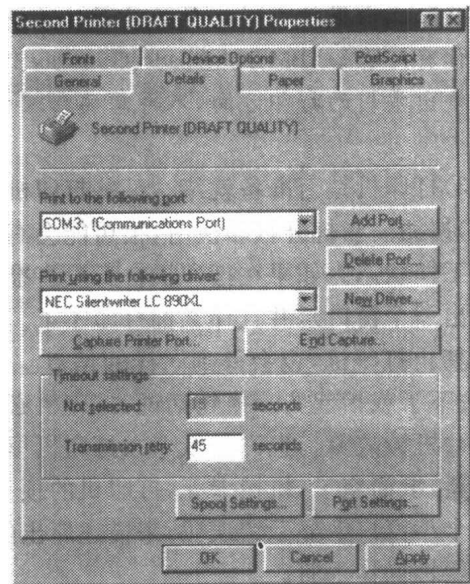 Second Printer (DRAFT QUALITY) Properties
Fonts Device Options PostScript
General Details Paper Graphics
Second Printer (DRAFT QUALITY)
Print to the following port:
COM3: (Communications Port) Add Port...
Delete Port...
Print using the following driver:
NEC Silentwriter LC 890XL New Driver...
Capture Printer Port... End Capture...
Timeout settings
Not selected: 15 seconds
Transmission retry: 45 seconds
Spool Settings... Port Settings...
OK Cancel Apply